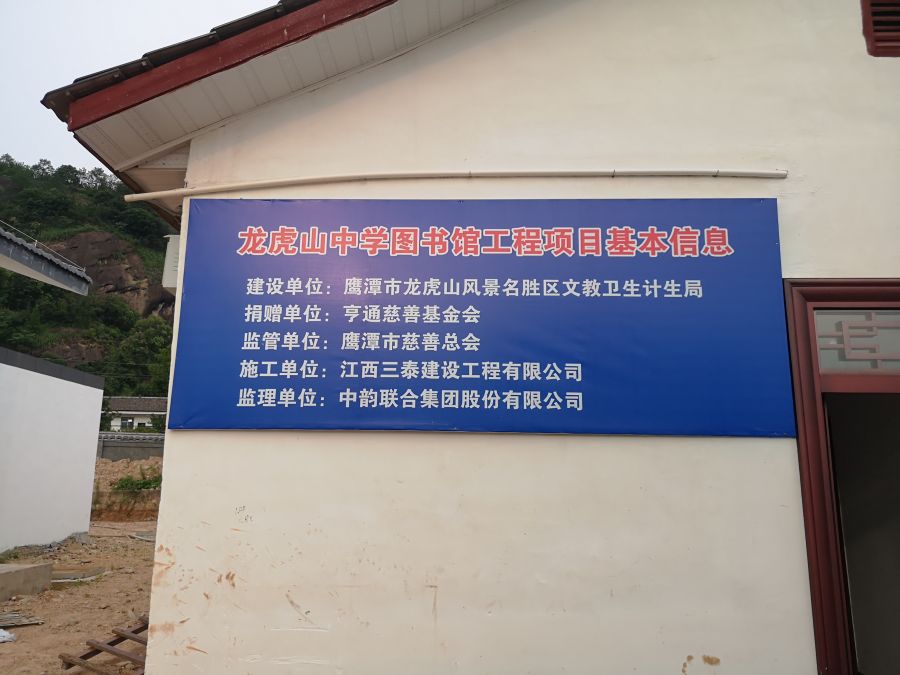 龙虎山中学图书馆工程项目基本信息
建设单位：鹰潭市龙虎山风景名胜区文教卫生计生局
捐赠单位：亨通慈善基金会
监管单位：鹰潭市慈善总会
施工单位：江西三泰建设工程有限公司
监理单位：中韵联合集团股份有限公司